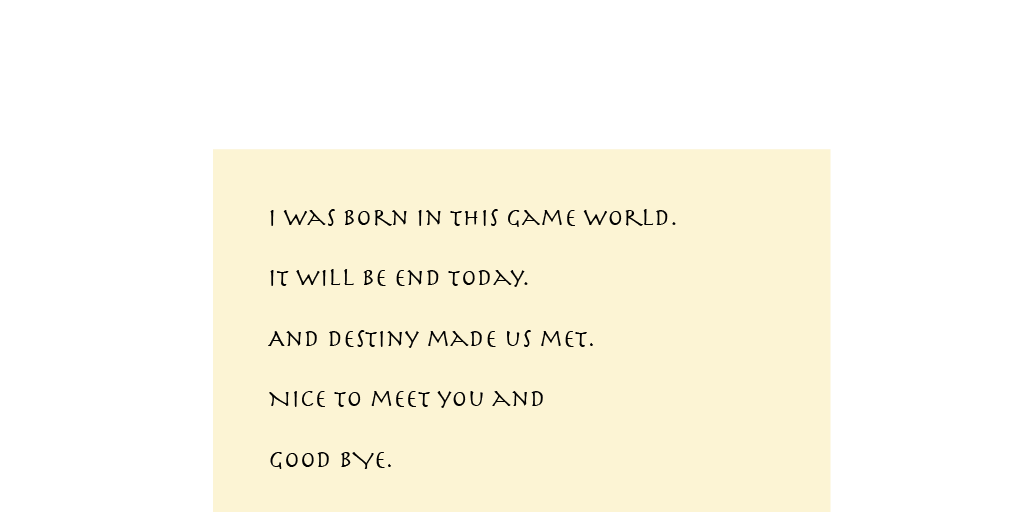 I was born in this game world.
It will be end today.
And destiny made us met.
Nice to meet you and
good bye.